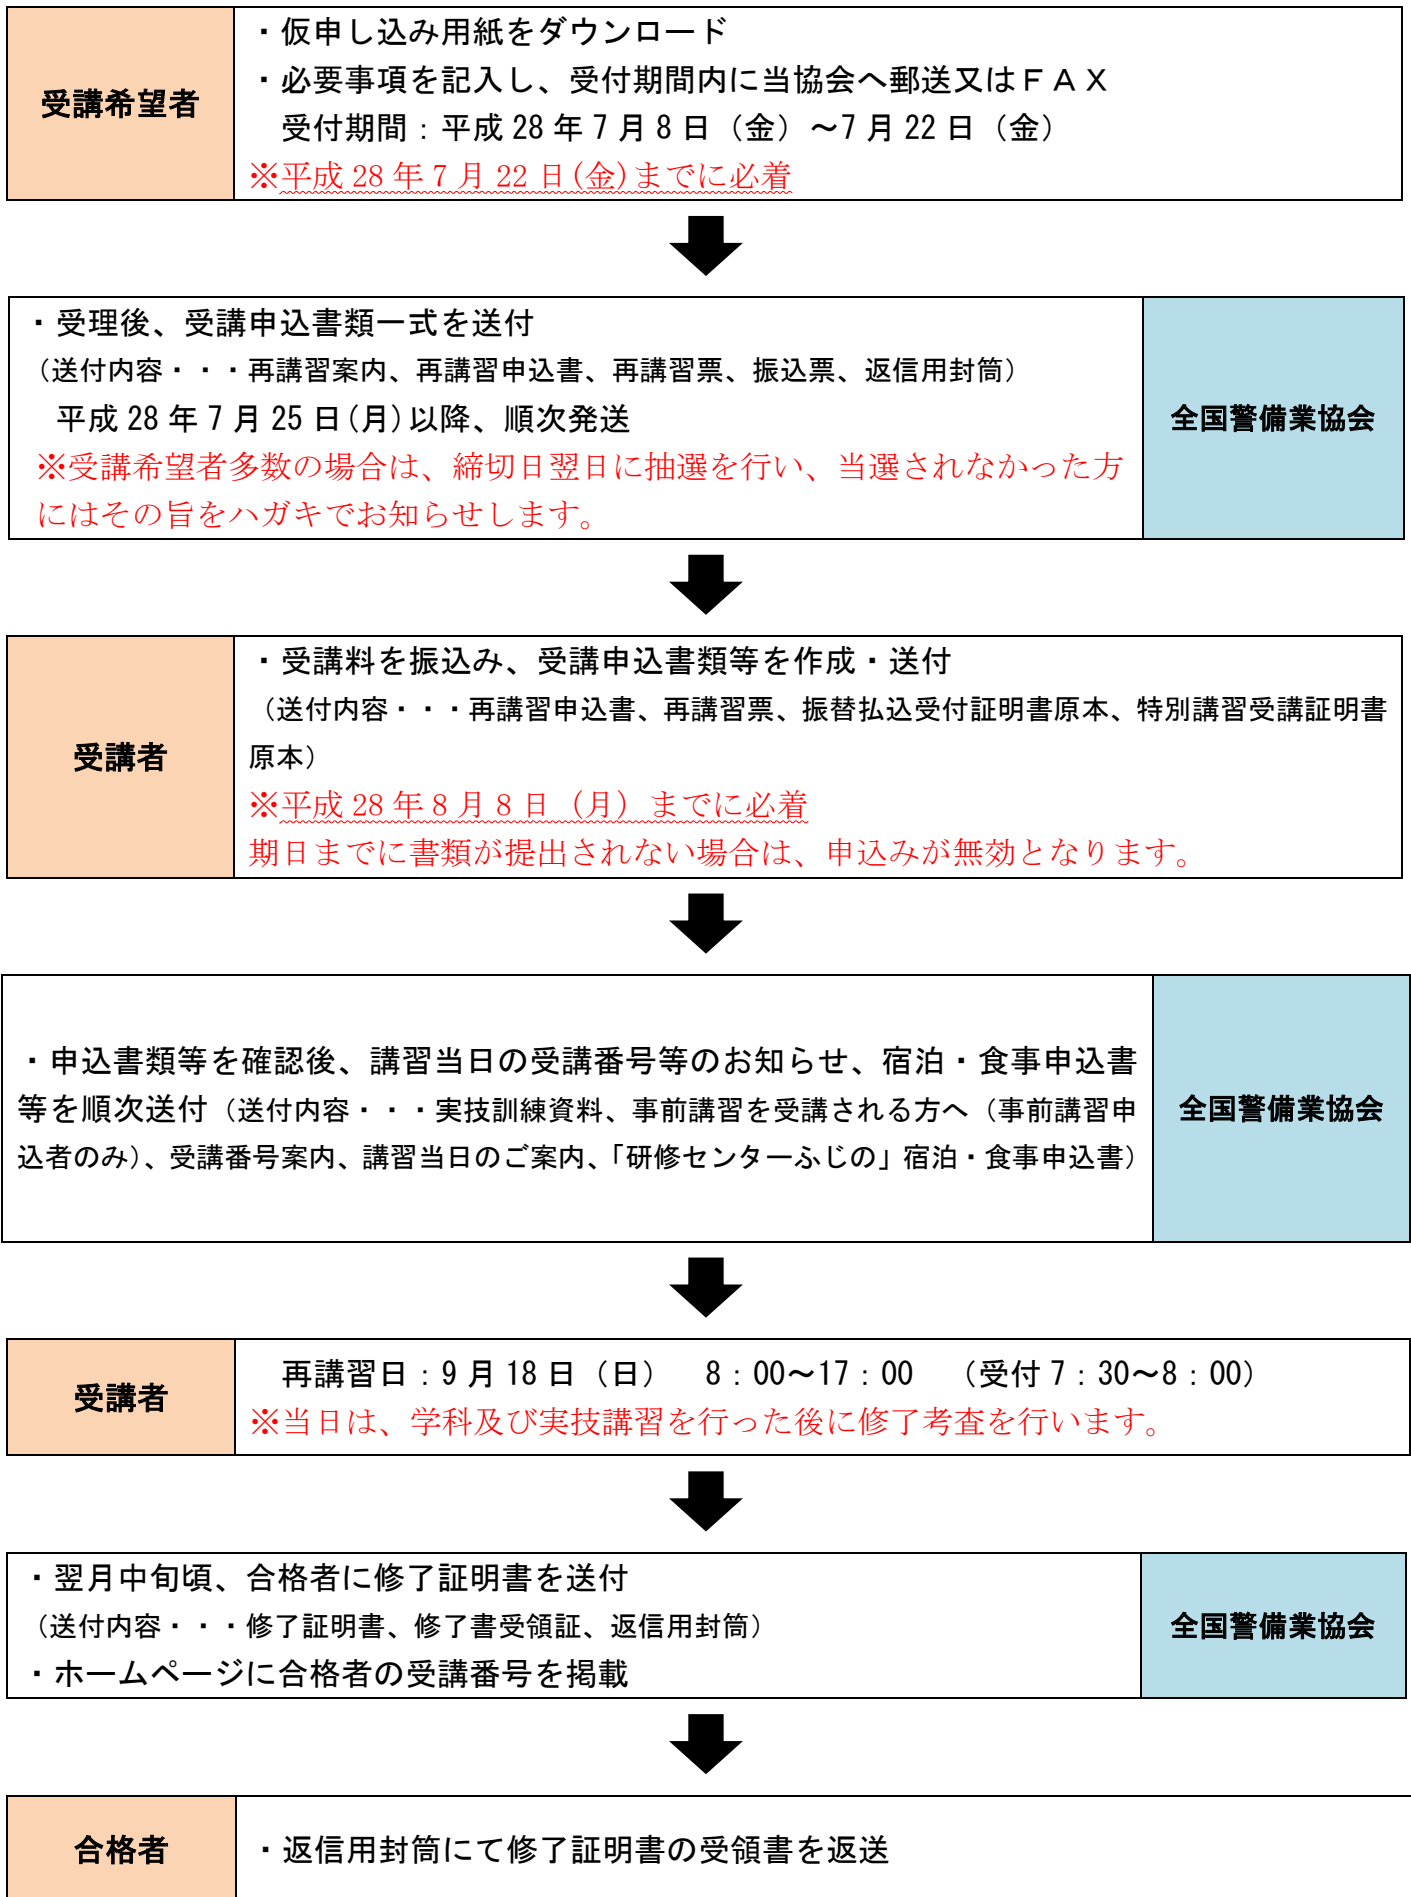 受講希望者
・仮申し込み用紙をダウンロード
・必要事項を記入し、受付期間内に当協会へ郵送又はＦＡＸ
受付期間：平成 28 年 7 月 8 日（金）～7 月 22 日（金）
※平成 28 年 7 月 22 日(金)までに必着
・受理後、受講申込書類一式を送付
（送付内容・・・再講習案内、再講習申込書、再講習票、振込票、返信用封筒）
平成 28 年 7 月 25 日(月)以降、順次発送
※受講希望者多数の場合は、締切日翌日に抽選を行い、当選されなかった方
にはその旨をハガキでお知らせします。
全国警備業協会
受講者
・受講料を振込み、受講申込書類等を作成・送付
（送付内容・・・再講習申込書、再講習票、振替払込受付証明書原本、特別講習受講証明書
原本）
※平成 28 年 8 月 8 日（月）までに必着
期日までに書類が提出されない場合は、申込みが無効となります。
・申込書類等を確認後、講習当日の受講番号等のお知らせ、宿泊・食事申込書
等を順次送付（送付内容・・・実技訓練資料、事前講習を受講される方へ（事前講習申
込者のみ）、受講番号案内、講習当日のご案内、「研修センターふじの」宿泊・食事申込書）
全国警備業協会
受講者
再講習日：9 月 18 日（日）　8：00～17：00　（受付 7：30～8：00）
※当日は、学科及び実技講習を行った後に修了考査を行います。
・翌月中旬頃、合格者に修了証明書を送付
（送付内容・・・修了証明書、修了書受領証、返信用封筒）
・ホームページに合格者の受講番号を掲載
全国警備業協会
合格者
・返信用封筒にて修了証明書の受領書を返送